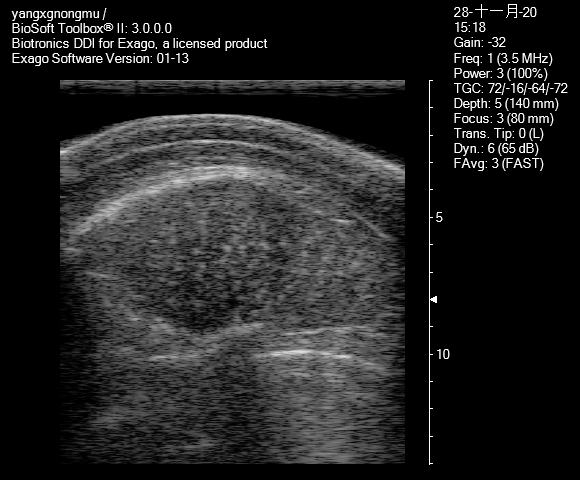 yangxgnongmu /
BioSoft Toolbox® II: 3.0.0.0
Biotronics DDI for Exago, a licensed product
Exago Software Version: 01-13
28-十一月-20
15:18
Gain: -32
Freq: 1 (3.5 MHz)
Power: 3 (100%)
TGC: 72/-16/-64/-72
Depth: 5 (140 mm)
Focus: 3 (80 mm)
Trans. Tip: 0 (L)
Dyn.: 6 (65 dB)
FAvg: 3 (FAST)
5
10